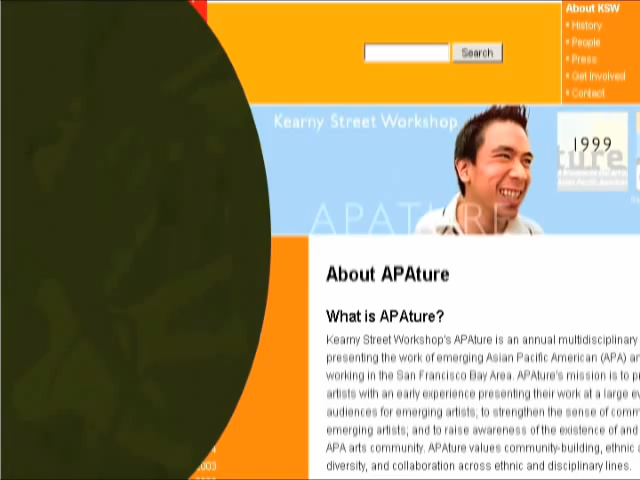 About KSW
• History
• People
• Press
• Get Involved
• Contact
Search
Kearny Street Workshop
1999
APATURE
About APAture
What is APAture?
Kearny Street Workshop's APAture is an annual multidisciplinary
presenting the work of emerging Asian Pacific American (APA)
working in the San Francisco Bay Area. APAture's mission is to
artists with an early experience presenting their work at a large
audiences for emerging artists; to strengthen the sense of
emerging artists; and to raise awareness of the existence of and
APA arts community. APAture values community-building, ethnic
diversity, and collaboration across ethnic and disciplinary lines.
2003